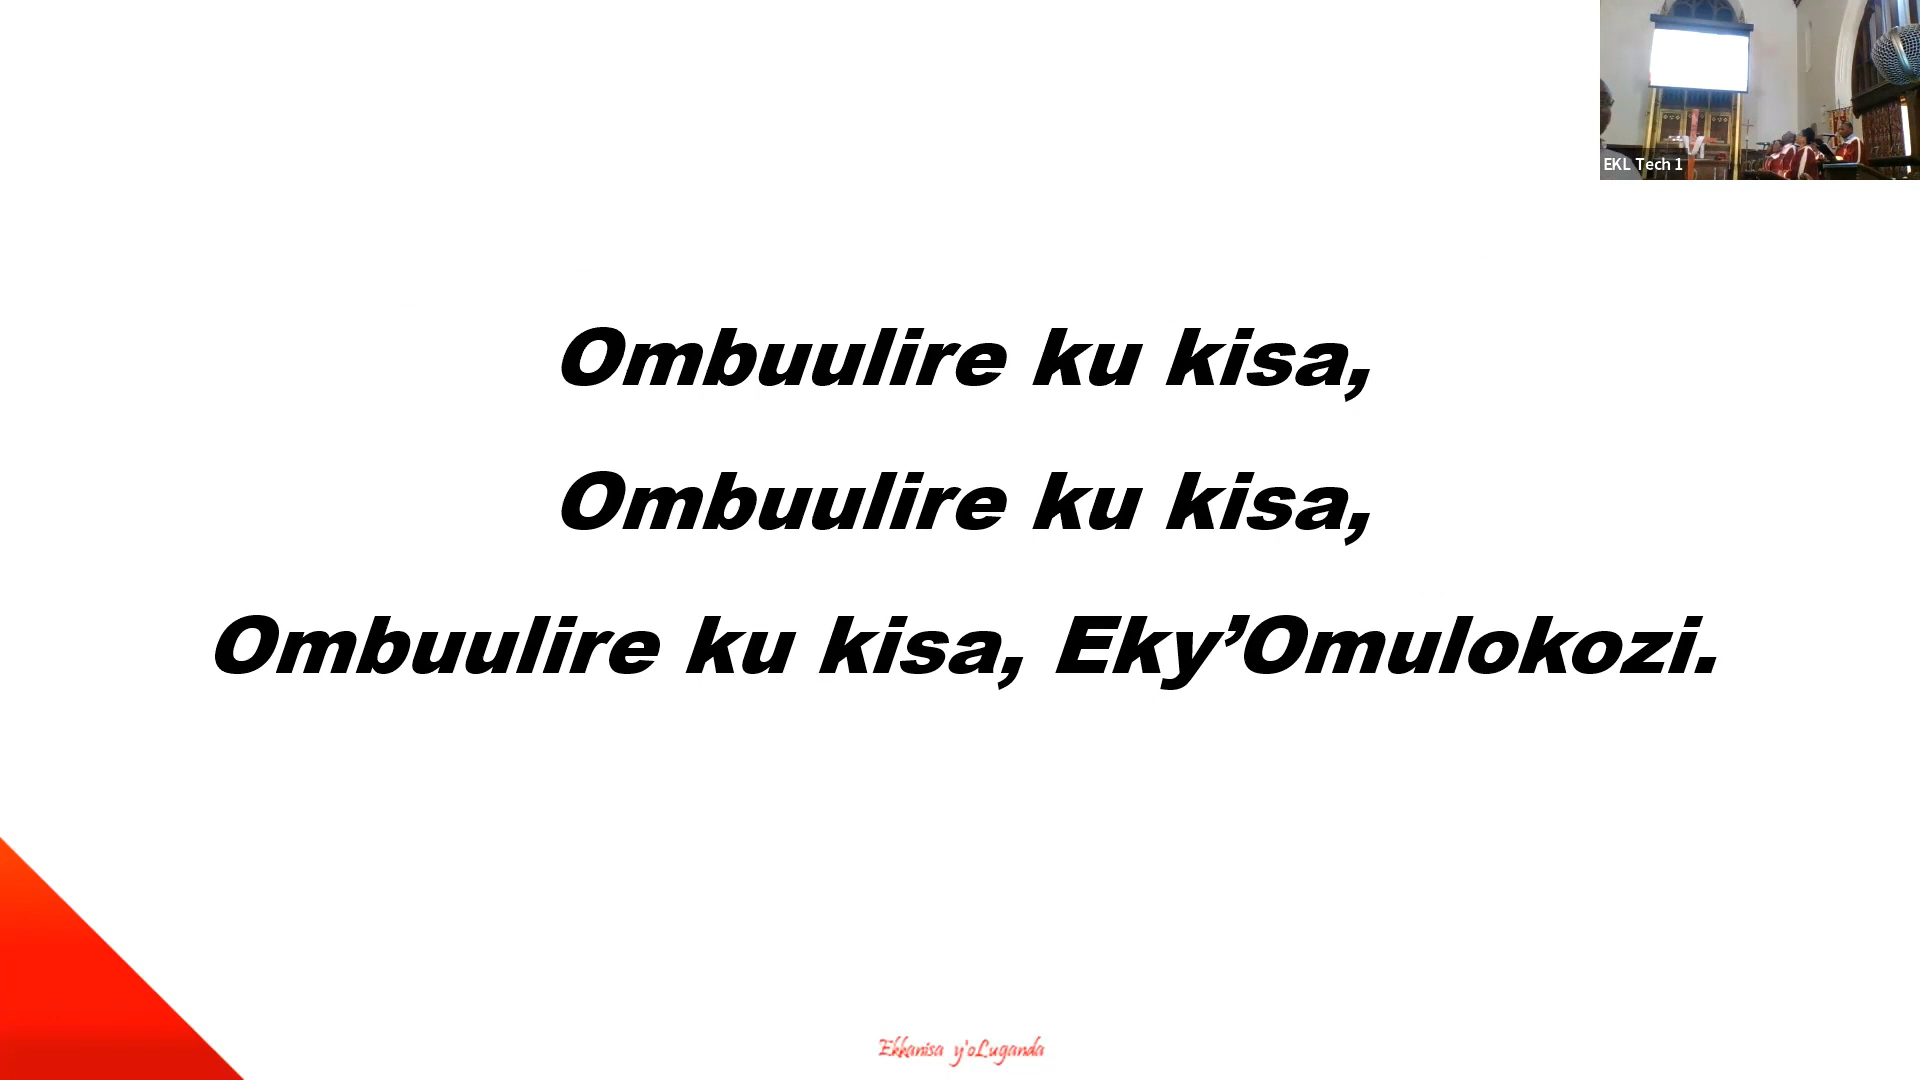 EKL Tech 1
Ombuulire ku kisa,
Ombuulire ku kisa,
Ombuulire ku kisa, Eky’Omulokozi.
Ekkanisa y'oLuganda